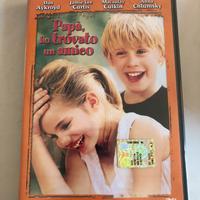 Dan Jamie Lee Macaulay Anna
Aykroyd Curtis Culkin Chlumsky
Papà,
ho trovato
un amico